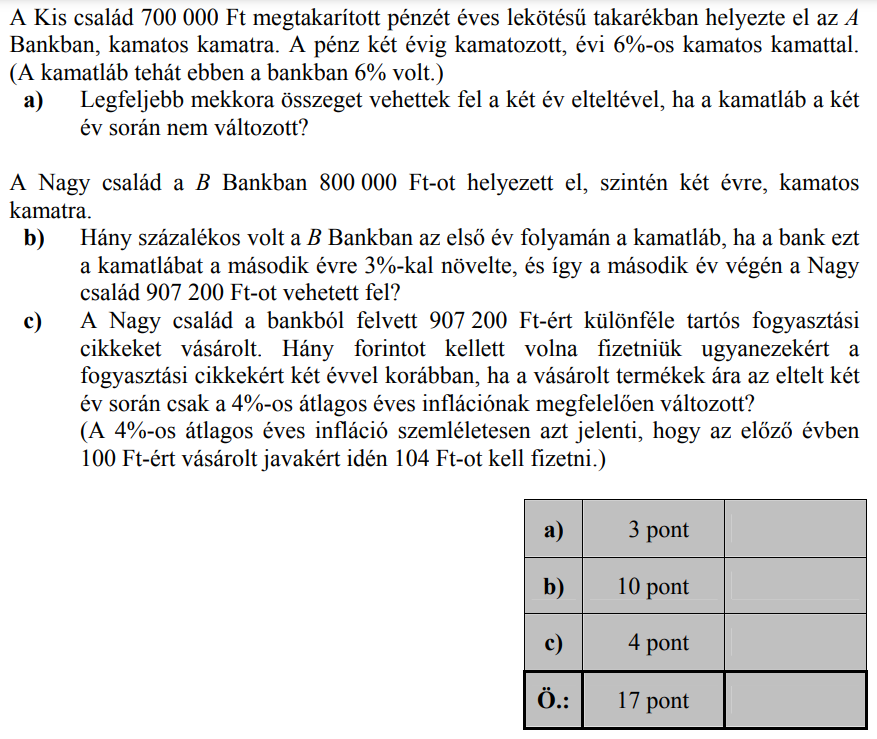 A Kis család 700 000 Ft megtakarított pénzét éves lekötésű takarékban helyezte el az A
Bankban, kamatos kamatra. A pénz két évig kamatozott, évi 6%-os kamatos kamattal.
(A kamatláb tehát ebben a bankban 6% volt.)
a) Legfeljebb mekkora összeget vehettek fel a két év elteltével, ha a kamatláb a két
év során nem változott?
A Nagy család a B Bankban 800 000 Ft-ot helyezett el, szintén két évre, kamatos
kamatra.
b) Hány százalékos volt a B Bankban az első év folyamán a kamatláb, ha a bank ezt
a kamatlábat a második évre 3%-kal növelte, és így a második év végén a Nagy
család 907 200 Ft-ot vehetett fel?
c) A Nagy család a bankból felvett 907 200 Ft-ért különféle tartós fogyasztási
cikkeket vásárolt. Hány forintot kellett volna fizetniük ugyanezekért a
fogyasztási cikkekért két évvel korábban, ha a vásárolt termékek ára az eltelt két
év során csak a 4%-os átlagos éves inflációnak megfelelően változott?
(A 4%-os átlagos éves infláció szemléletesen azt jelenti, hogy az előző évben
100 Ft-ért vásárolt javakért idén 104 Ft-ot kell fizetni.)
a) 3 pont
b) 10 pont
c) 4 pont
Ö.: 17 pont